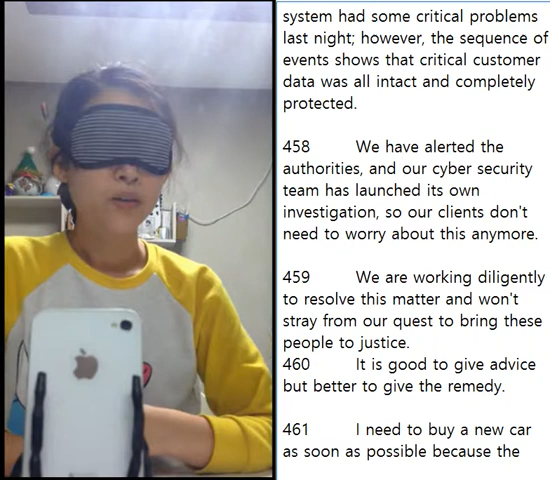 system had some critical problems
last night; however, the sequence of
events shows that critical customer
data was all intact and completely
protected.
458 We have alerted the
authorities, and our cyber security
team has launched its own
investigation, so our clients don't
need to worry about this anymore.
459 We are working diligently
to resolve this matter and won't
stray from our quest to bring these
people to justice.
460 It is good to give advice
but better to give the remedy.
461 I need to buy a new car
as soon as possible because the